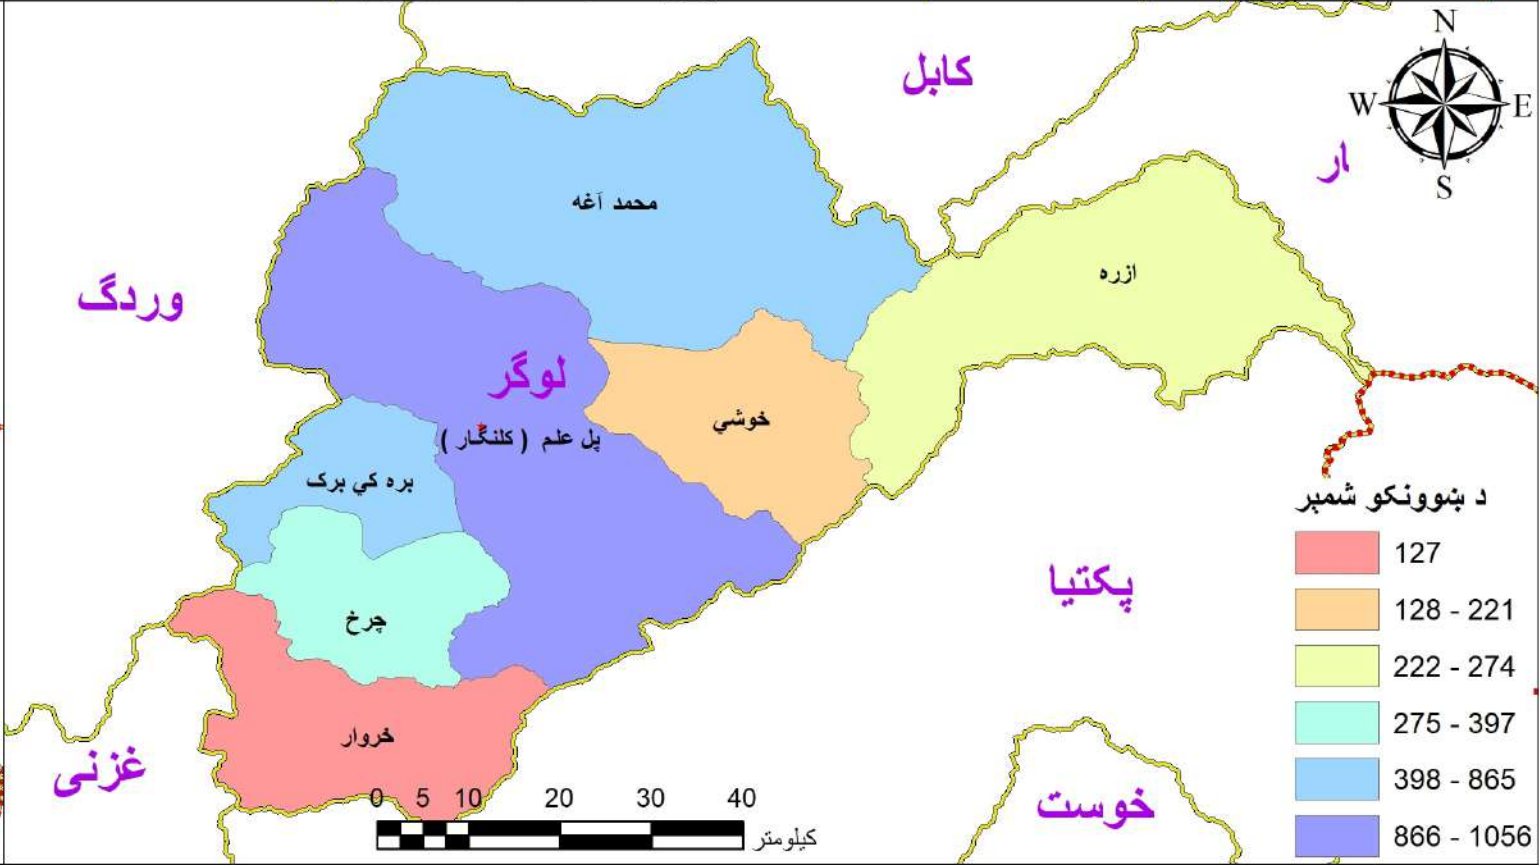 N
کابل
W
E
ار
S
محمد آغه
ازره
وردگ
لوگر
خوشي
پل علم ( کلنگار )
بره کي برک
د ښوونکو شمېر
127
128 - 221
پکتیا
چرخ
222 - 274
275 - 397
خروار
غزنی
398 - 865
0 5 10 20 30 40
خوست
کیلومتر
866 - 1056